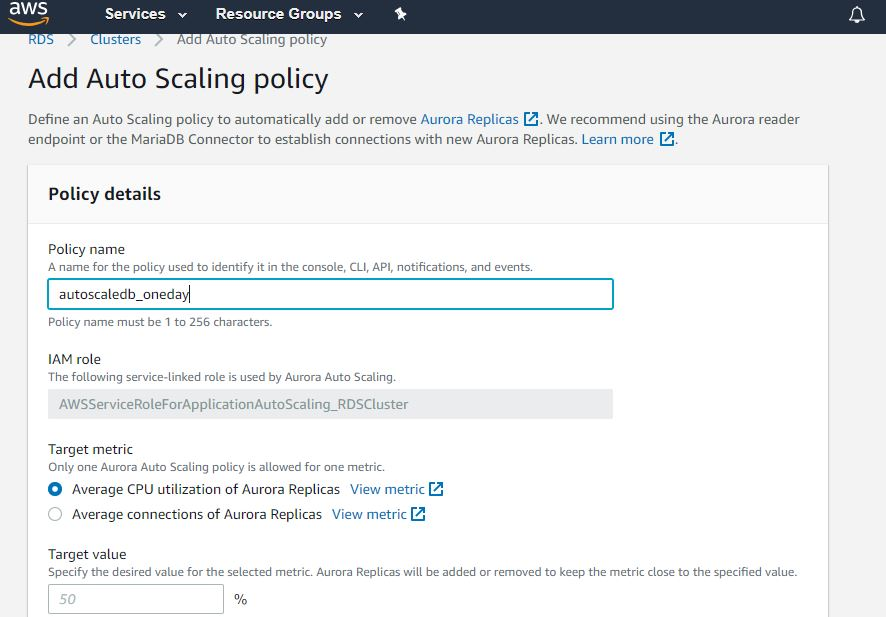 aws
Services
Resource Groups
RDS
Clusters
Add Auto Scaling policy
Add Auto Scaling policy
Define an Auto Scaling policy to automatically add or remove Aurora Replicas. We recommend using the Aurora reader
endpoint or the MariaDB Connector to establish connections with new Aurora Replicas. Learn more.
Policy details
Policy name
A name for the policy used to identify it in the console, CLI, API, notifications, and events.
autoscaledb_oneday
Policy name must be 1 to 256 characters.
IAM role
The following service-linked role is used by Aurora Auto Scaling.
AWSServiceRoleForApplicationAutoScaling_RDSCluster
Target metric
Only one Aurora Auto Scaling policy is allowed for one metric.
Average CPU utilization of Aurora Replicas View metric
Average connections of Aurora Replicas View metric
Target value
Specify the desired value for the selected metric. Aurora Replicas will be added or removed to keep the metric close to the specified value.
50 %